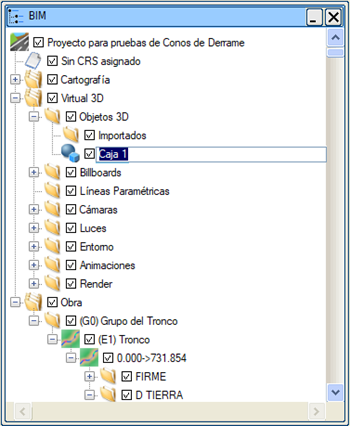 BIM
Proyecto para pruebas de Conos de Derrame
Sin CRS asignado
Cartografía
Virtual 3D
Objetos 3D
Importados
Caja 1
Billboards
Líneas Paramétricas
Cámaras
Luces
Entorno
Animaciones
Render
Obra
(G0) Grupo del Tronco
(E1) Tronco
0.000->731.854
FIRME
D TIERRA